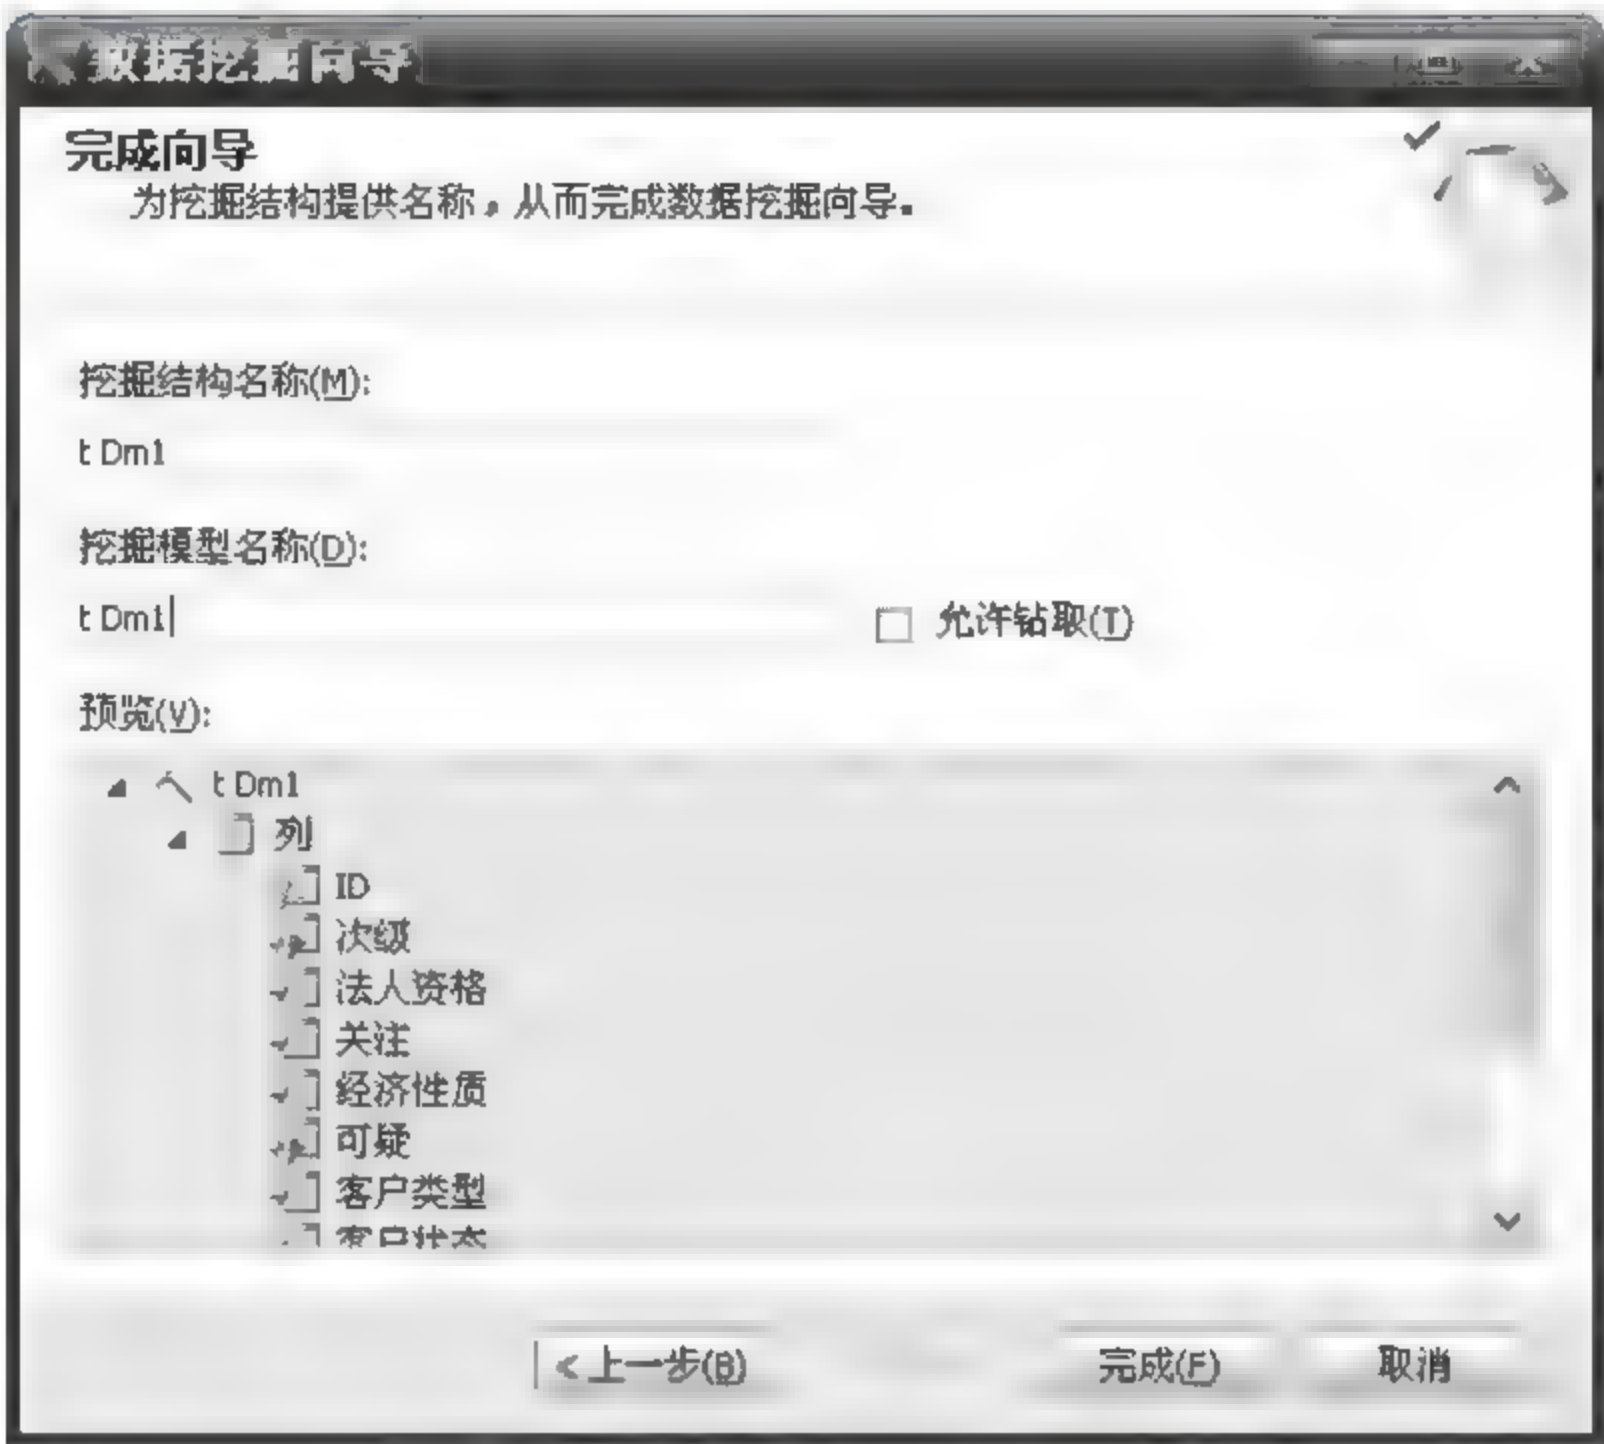 数据挖掘向导
完成向导
为挖掘结构提供名称，从而完成数据挖掘向导。
挖掘结构名称(M):
t Dm1
挖掘模型名称(D):
t Dm1
允许钻取(T)
预览(V):
t Dm1
列
ID
次级
法人资格
关注
经济性质
可疑
客户类型
客户状态
< 上一步(B)
完成(F)
取消